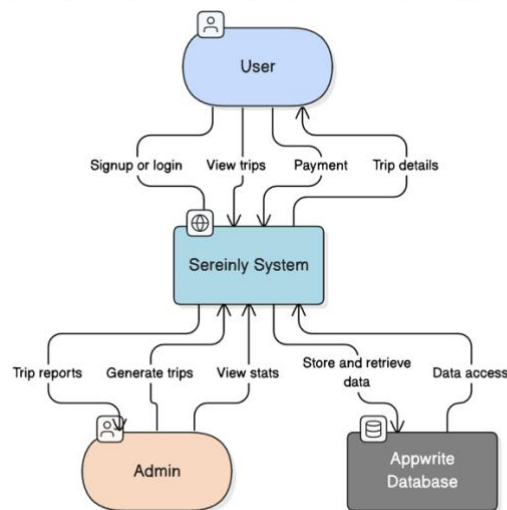 User
Signup or login
View trips
Payment
Trip details
Sereinly System
Trip reports
Generate trips
View stats
Store and retrieve
data
Data access
Admin
Appwrite
Database